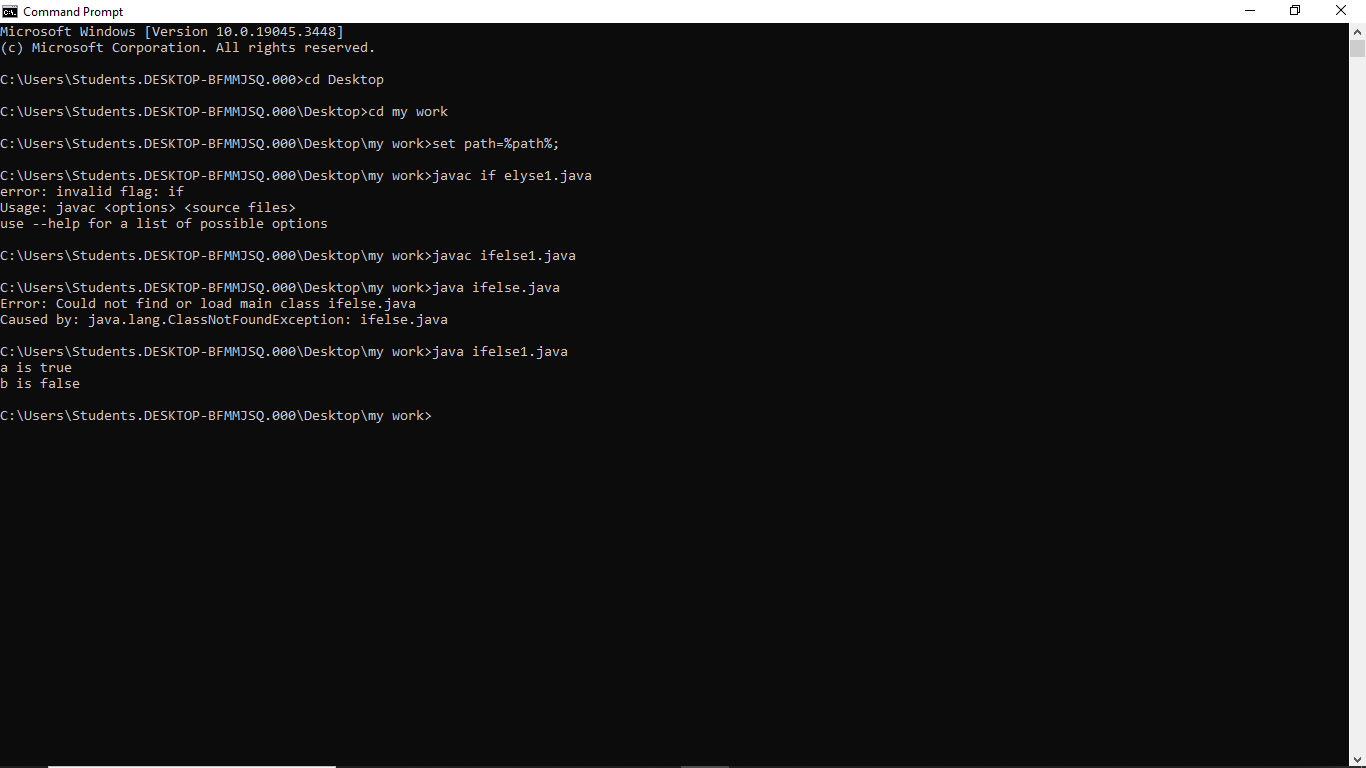 Command Prompt
Microsoft Windows [Version 10.0.19045.3448]
(c) Microsoft Corporation. All rights reserved.
C:\Users\Students.DESKTOP-BFMMJSQ.000>cd Desktop
C:\Users\Students.DESKTOP-BFMMJSQ.000\Desktop>cd my work
C:\Users\Students.DESKTOP-BFMMJSQ.000\Desktop\my work>set path=%path%;
C:\Users\Students.DESKTOP-BFMMJSQ.000\Desktop\my work>javac if elyse1.java
error: invalid flag: if
Usage: javac <options> <source files>
use --help for a list of possible options
C:\Users\Students.DESKTOP-BFMMJSQ.000\Desktop\my work>javac ifelse1.java
C:\Users\Students.DESKTOP-BFMMJSQ.000\Desktop\my work>java ifelse.java
Error: Could not find or load main class ifelse.java
Caused by: java.lang.ClassNotFoundException: ifelse.java
C:\Users\Students.DESKTOP-BFMMJSQ.000\Desktop\my work>java ifelse1.java
a is true
b is false
C:\Users\Students.DESKTOP-BFMMJSQ.000\Desktop\my work>